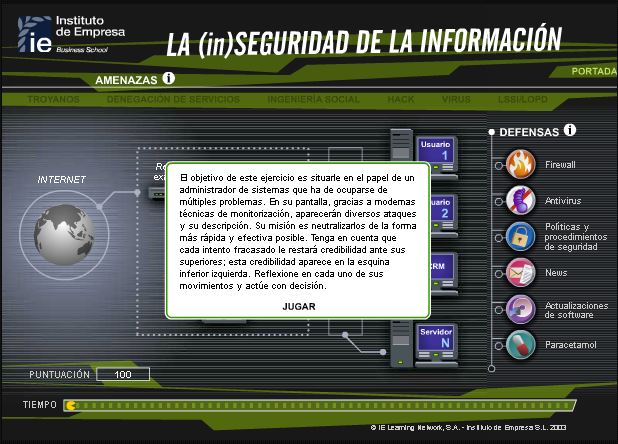 Instituto
de Empresa
ie
Business School
LA (in)SEGURIDAD DE LA INFORMACIÓN
AMENAZAS i
PORTADA
TROYANOS DENEGACIÓN DE SERVICIOS INGENIERÍA SOCIAL HACK VIRUS LSSI/LOPD
DEFENSAS i
INTERNET
Usuario
1
2
CRM
Servidor
N
El objetivo de este ejercicio es situarle en el papel de un
administrador de sistemas que ha de ocuparse de
múltiples problemas. En su pantalla, gracias a modernas
técnicas de monitorización, aparecerán diversos ataques
y su descripción. Su misión es neutralizarlos de la forma
más rápida y efectiva posible. Tenga en cuenta que
cada intento fracasado le restará credibilidad ante sus
superiores; esta credibilidad aparece en la esquina
inferior izquierda. Reflexione en cada uno de sus
movimientos y actúe con decisión.
JUGAR
Firewall
Antivirus
Políticas y
procedimientos
de seguridad
News
Actualizaciones
de software
Paracetamol
PUNTUACIÓN 100
TIEMPO
© IE Learning Network, S.A. - Instituto de Empresa S.L. 2003